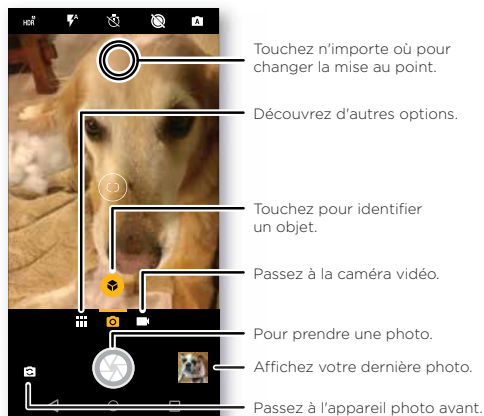 HDR
A
A
Touchez n'importe où pour
changer la mise au point.
Découvrez d'autres options.
Touchez pour identifier
un objet.
Passez à la caméra vidéo.
Pour prendre une photo.
Affichez votre dernière photo.
Passez à l'appareil photo avant.